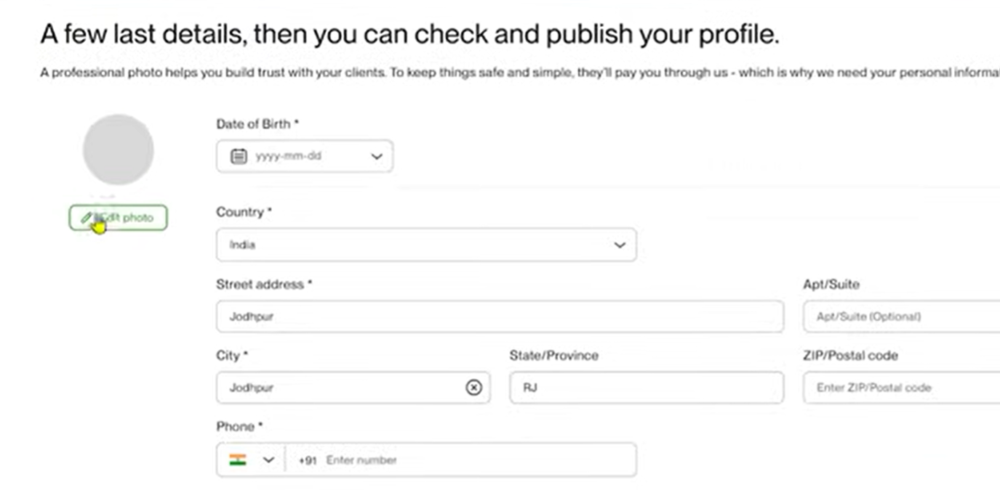 A few last details, then you can check and publish your profile.
A professional photo helps you build trust with your clients. To keep things safe and simple, they'll pay you through us - which is why we need your personal informa
Date of Birth *
yyyy-mm-dd
Edit photo
Country *
India
Street address *
Apt/Suite
Jodhpur
Apt/Suite (Optional)
City *
State/Province
ZIP/Postal code
Jodhpur
RJ
Enter ZIP/Postal code
Phone *
+91 Enter number